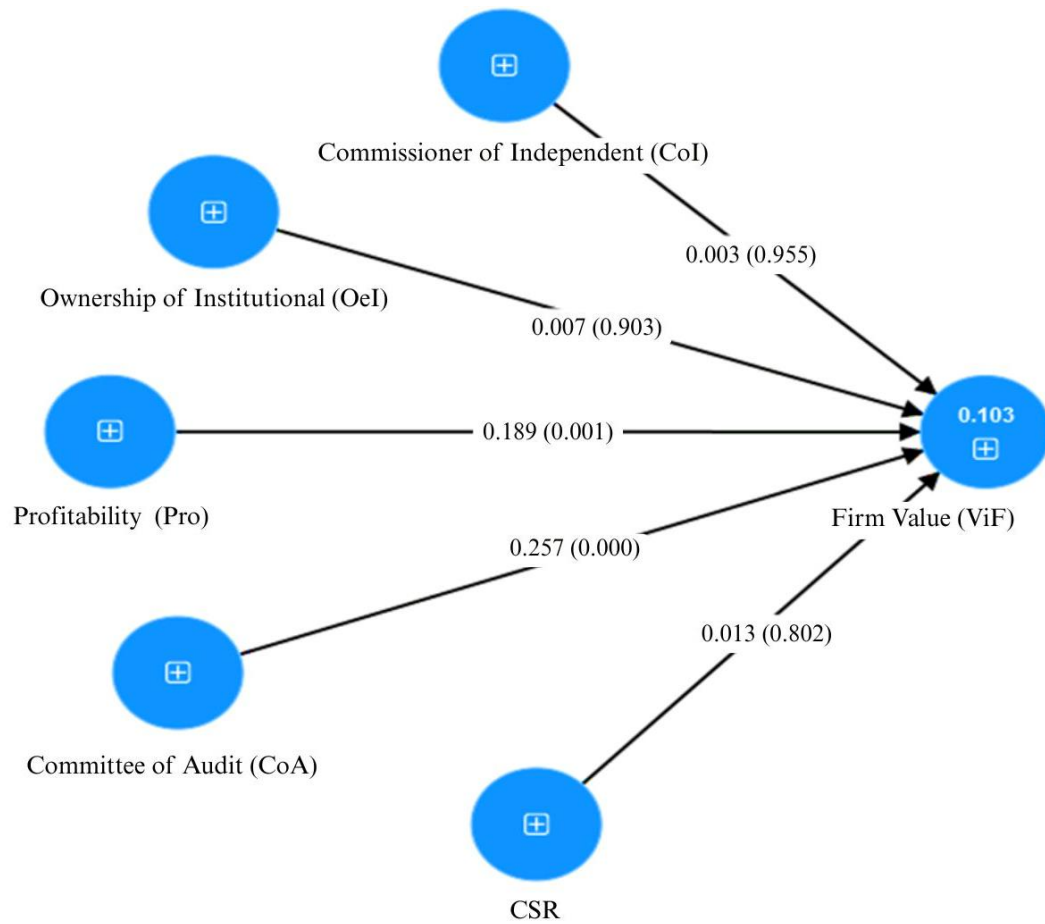 Commissioner of Independent (CoI)
0.003 (0.955)
Ownership of Institutional (OeI)
0.007 (0.903)
0.103
0.189 (0.001)
Profitability (Pro)
Firm Value (ViF)
0.257 (0.000)
0.013 (0.802)
Committee of Audit (CoA)
CSR